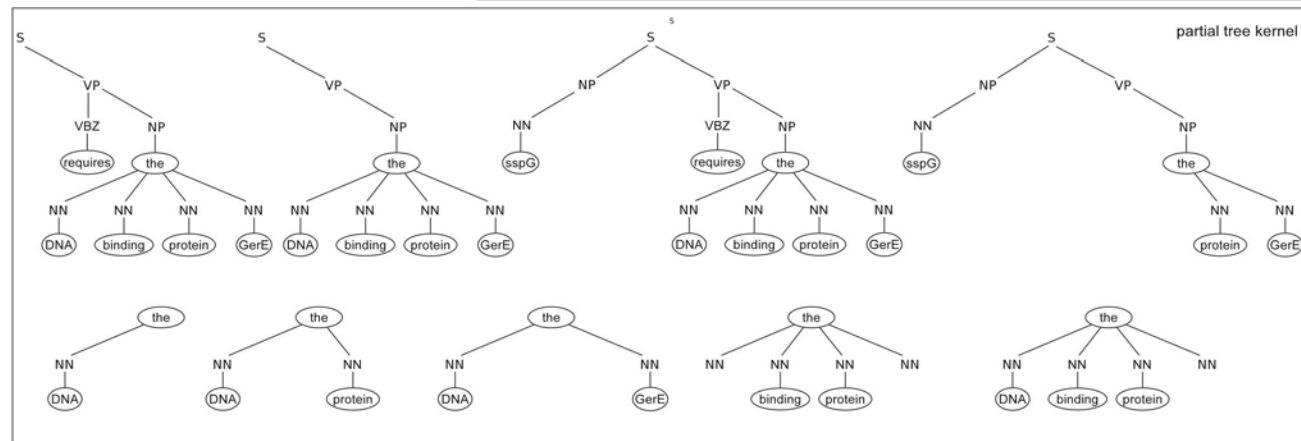 s
partial tree kernel
S S S S
VP VP NP VP NP VP
VBZ NP NP NN VBZ NP NN NP
requires the the sspG requires the sspG the
NN NN NN NN NN NN NN NN NN NN NN NN NN NN
DNA binding protein GerE DNA binding protein GerE DNA binding protein GerE protein GerE
the the the the the
NN NN NN NN NN NN NN NN NN NN NN NN NN
DNA DNA protein DNA GerE binding protein DNA binding protein